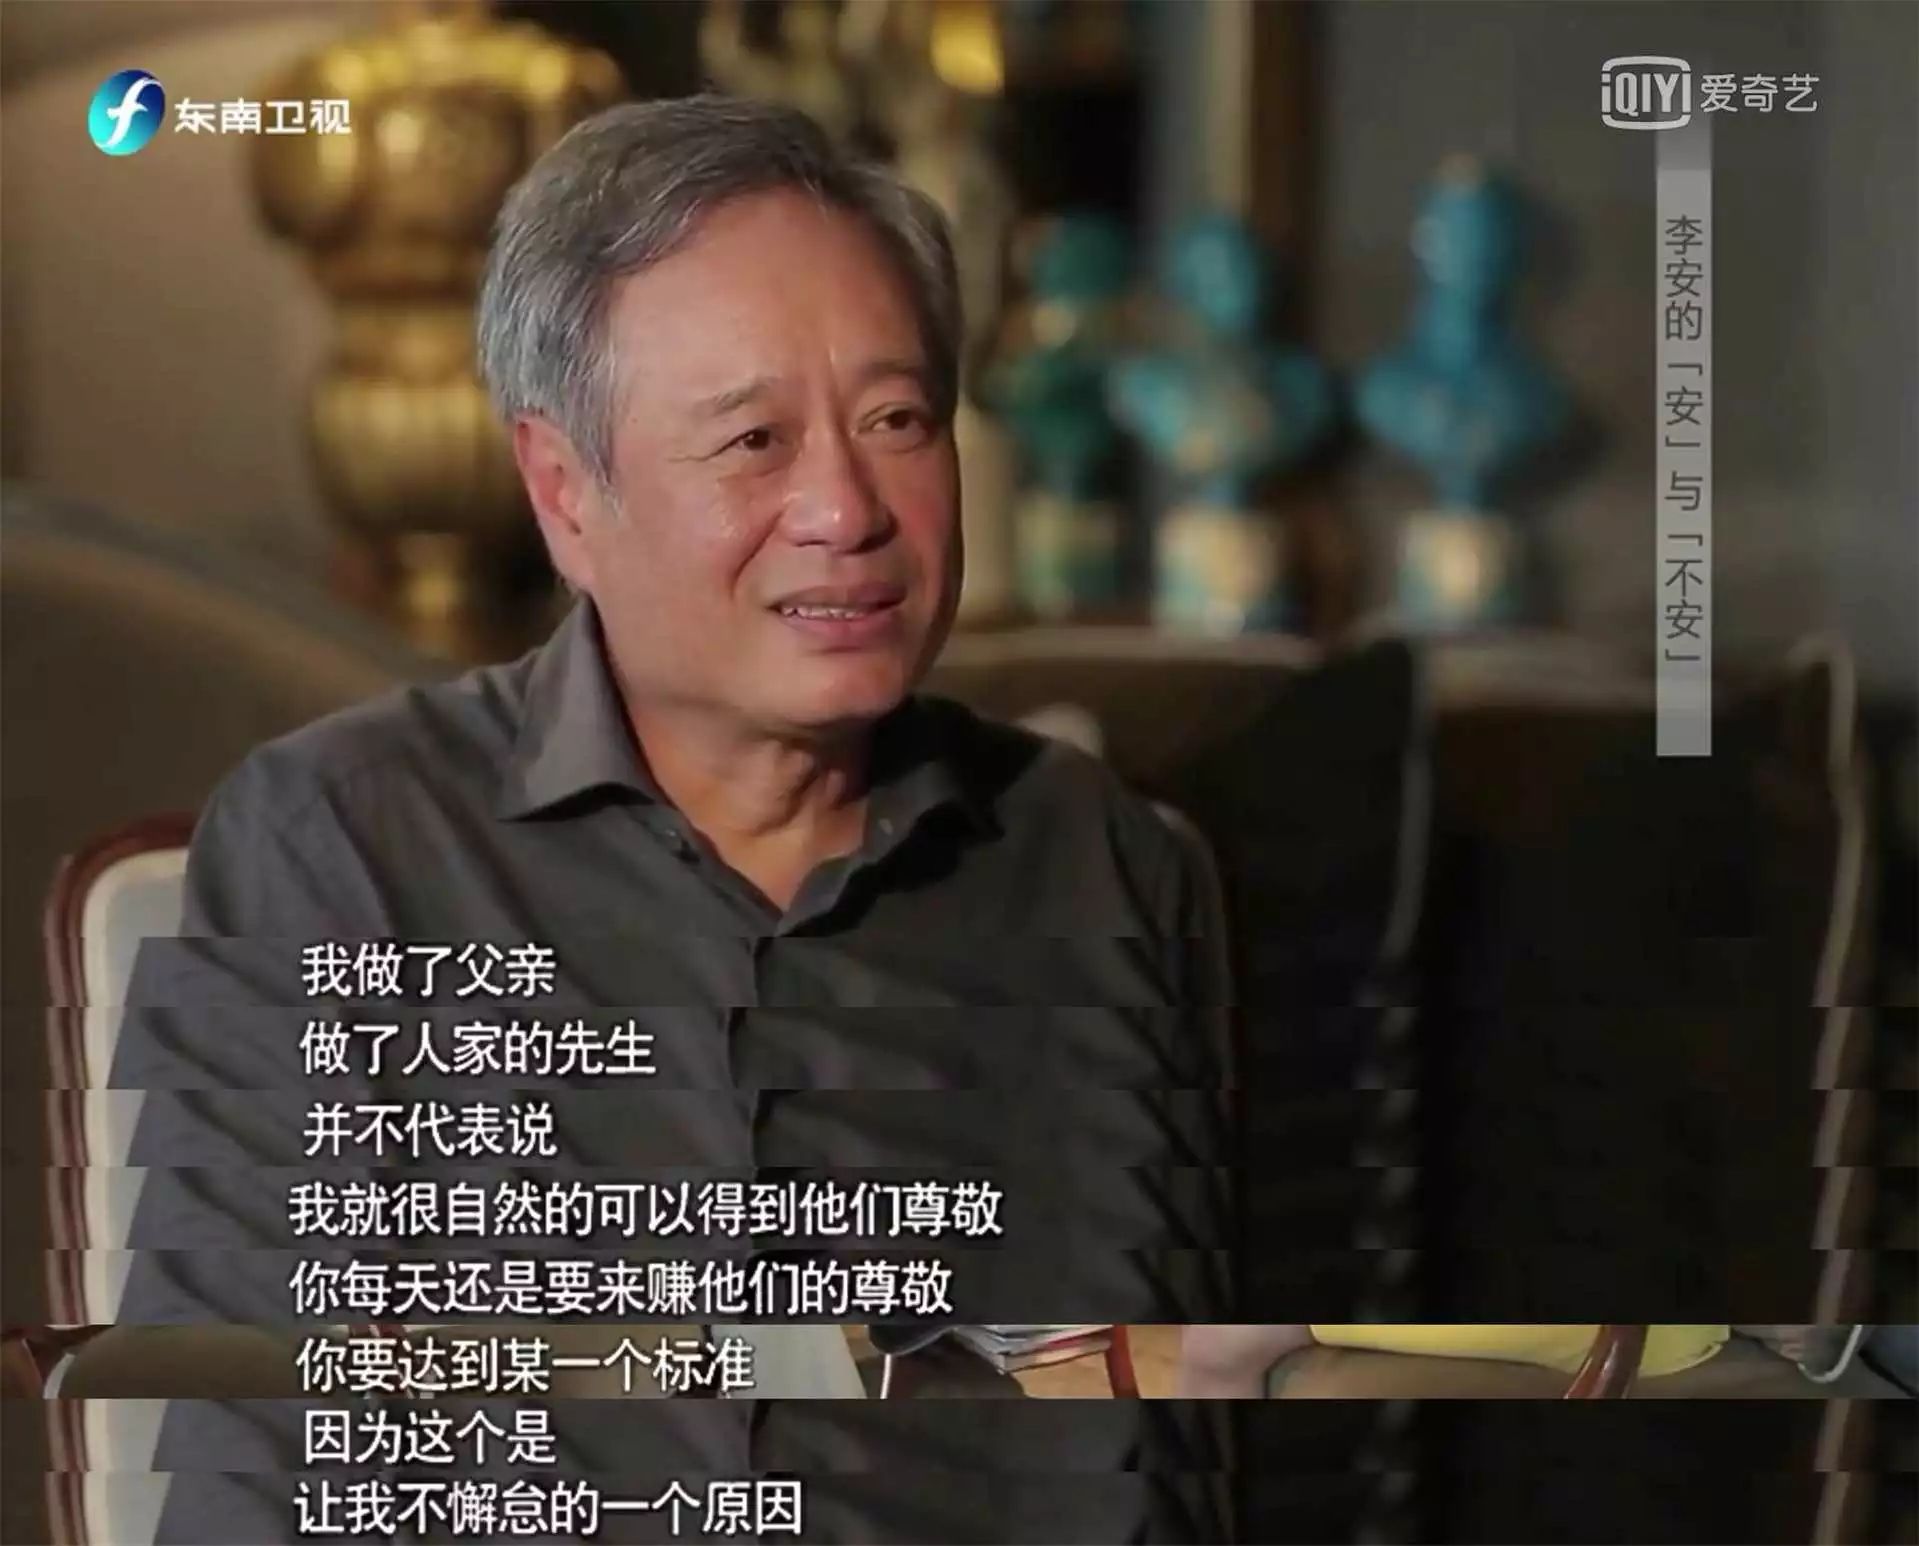 东南卫视
iQIYI 爱奇艺
李安的「安」与「不安」
我做了父亲
做了人家的先生
并不代表说
我就很自然的可以得到他们尊敬
你每天还是要来赚他们的尊敬
你要达到某一个标准
因为这个是
让我不懈怠的一个原因